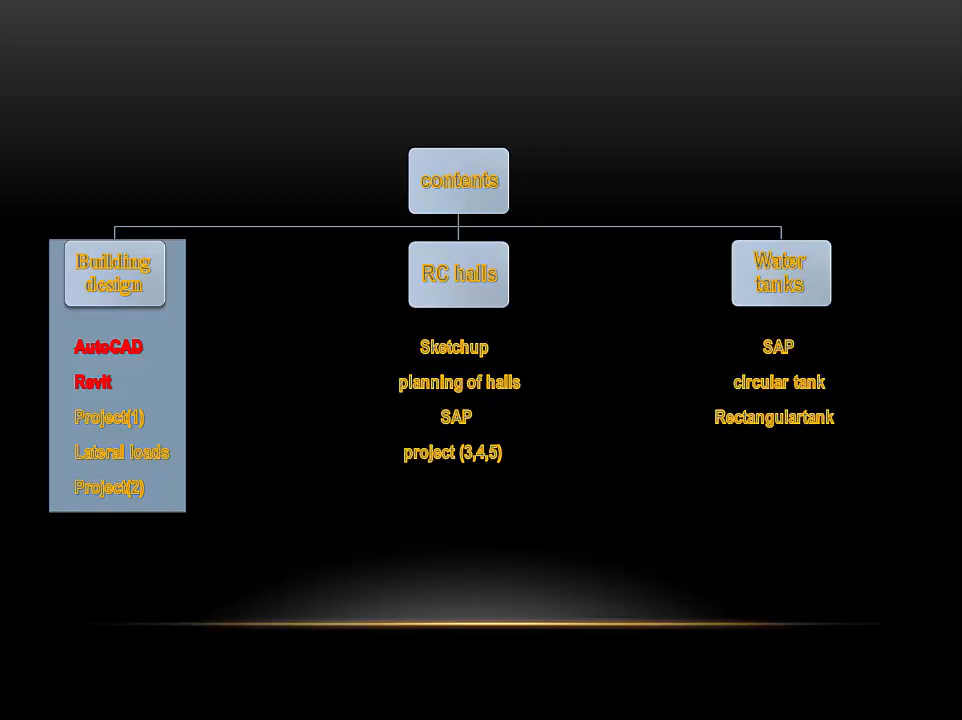 contents
Building
design
AutoCAD
Revit
Project(1)
Lateral loads
Project(2)
RC halls
Sketchup
planning of halls
SAP
project (3,4,5)
Water
tanks
SAP
circular tank
Rectangulartank